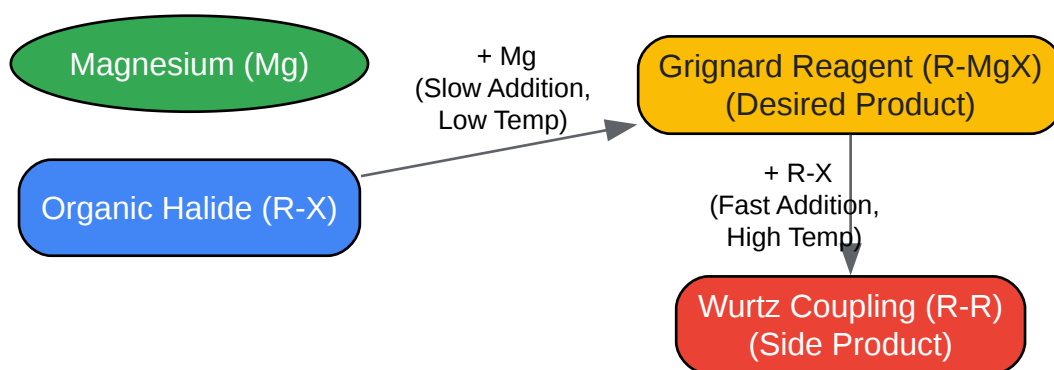 Magnesium (Mg)
+ Mg
(Slow Addition,
Low Temp)
Grignard Reagent (R-MgX)
(Desired Product)
Organic Halide (R-X)
+ R-X
(Fast Addition,
High Temp)
Wurtz Coupling (R-R)
(Side Product)